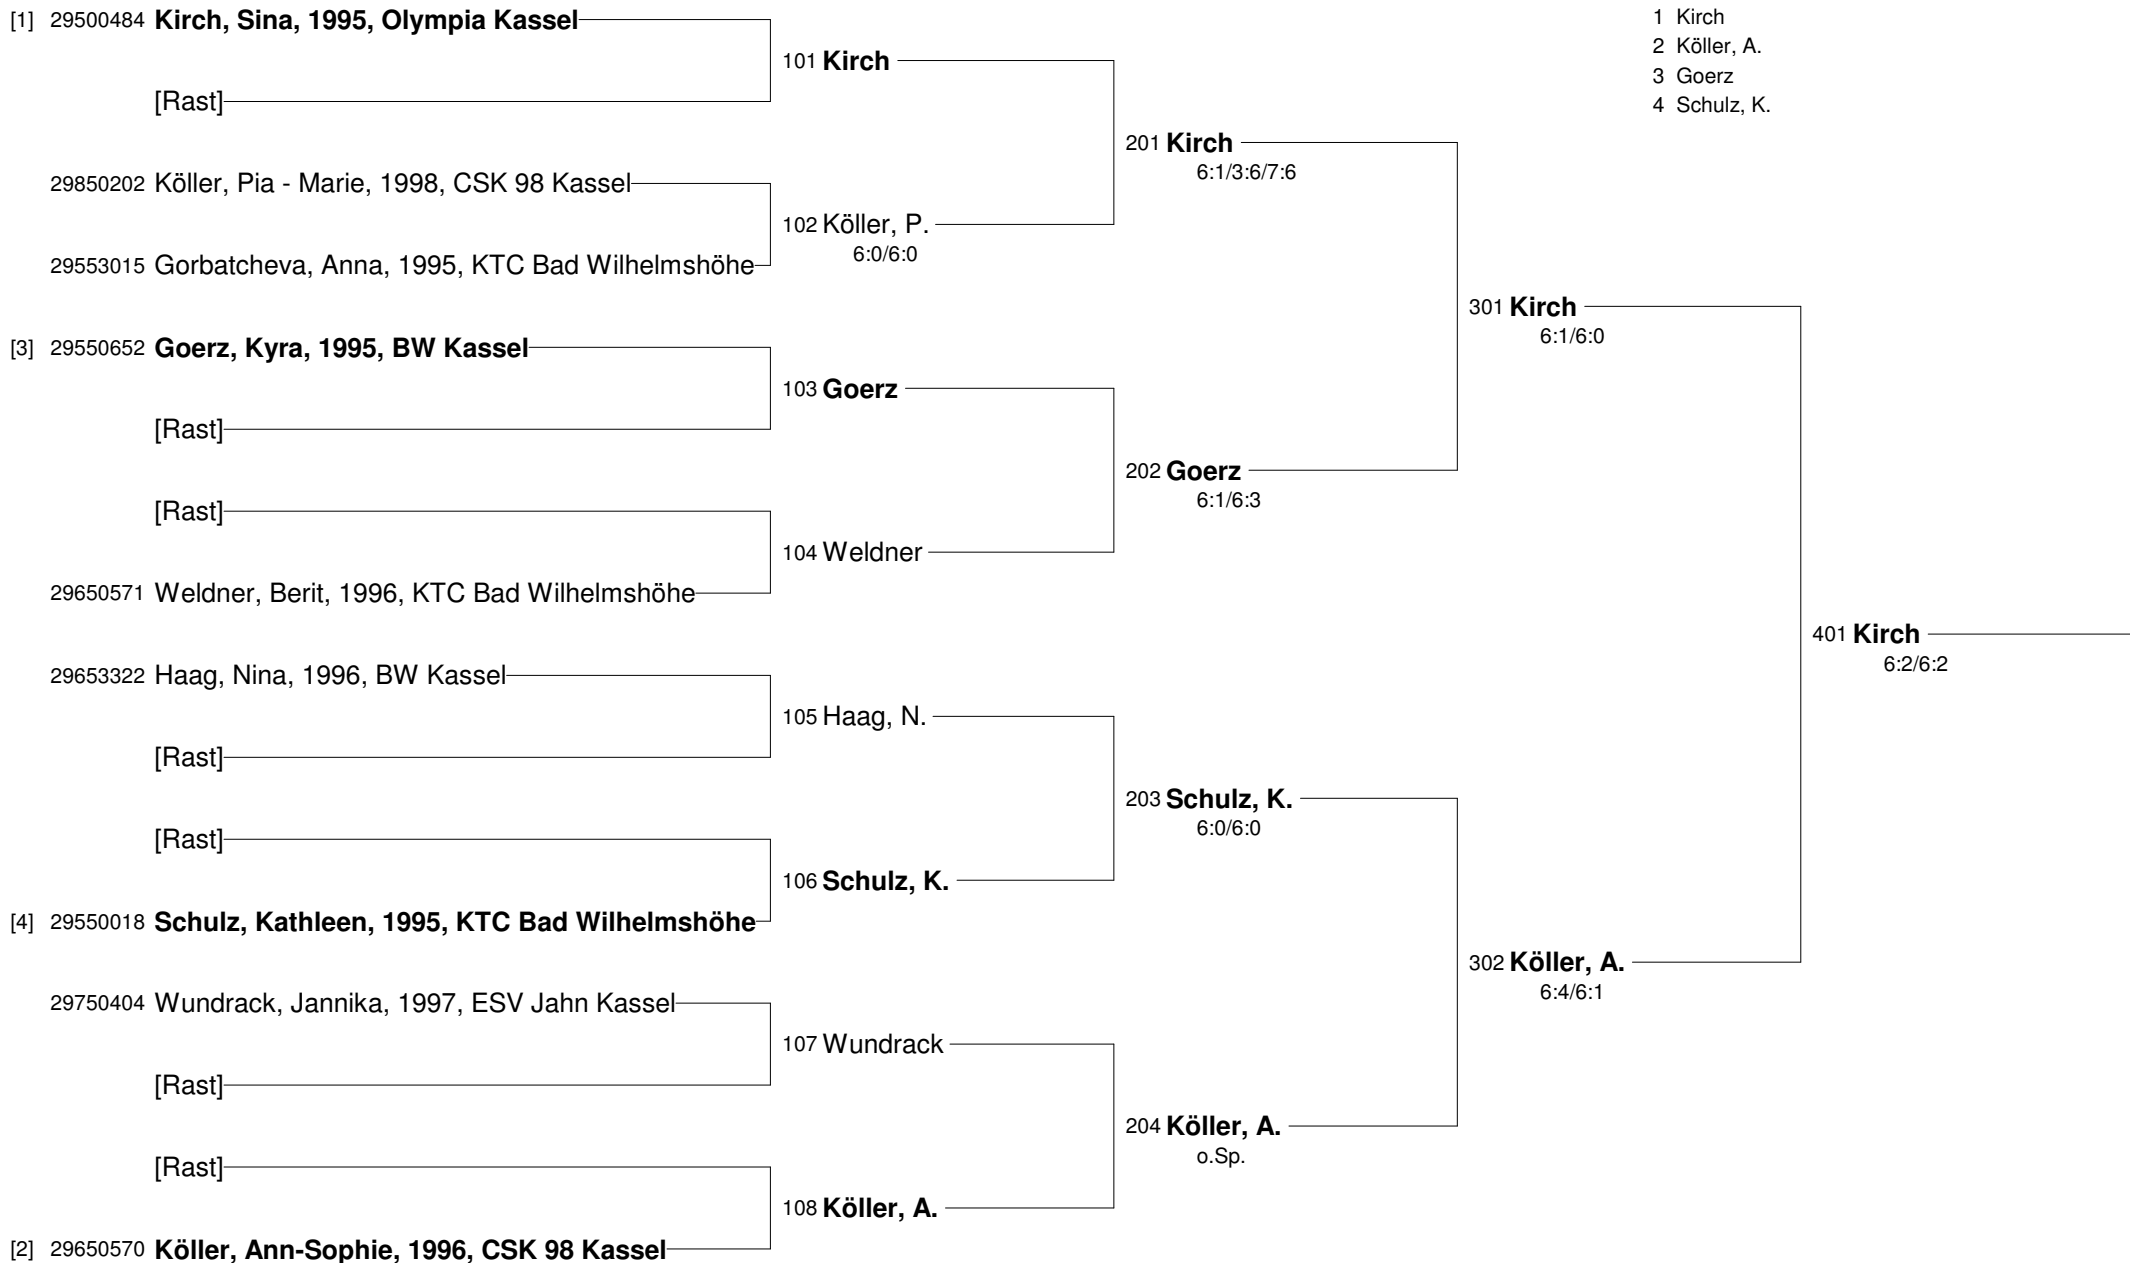 [1] 29500484 Kirch, Sina, 1995, Olympia Kassel
[Rast]
29850202 Köller, Pia - Marie, 1998, CSK 98 Kassel
29553015 Gorbatcheva, Anna, 1995, KTC Bad Wilhelmshöhe
[3] 29550652 Goerz, Kyra, 1995, BW Kassel
[Rast]
[Rast]
29650571 Weldner, Berit, 1996, KTC Bad Wilhelmshöhe
29653322 Haag, Nina, 1996, BW Kassel
[Rast]
[Rast]
[4] 29550018 Schulz, Kathleen, 1995, KTC Bad Wilhelmshöhe
29750404 Wundrack, Jannika, 1997, ESV Jahn Kassel
[Rast]
[Rast]
[2] 29650570 Köller, Ann-Sophie, 1996, CSK 98 Kassel
101 Kirch
102 Köller, P.
6:0/6:0
103 Goerz
104 Weldner
105 Haag, N.
106 Schulz, K.
107 Wundrack
108 Köller, A.
201 Kirch
6:1/3:6/7:6
202 Goerz
6:1/6:3
203 Schulz, K.
6:0/6:0
204 Köller, A.
o.Sp.
301 Kirch
6:1/6:0
302 Köller, A.
6:4/6:1
401 Kirch
6:2/6:2
1 Kirch
2 Köller, A.
3 Goerz
4 Schulz, K.